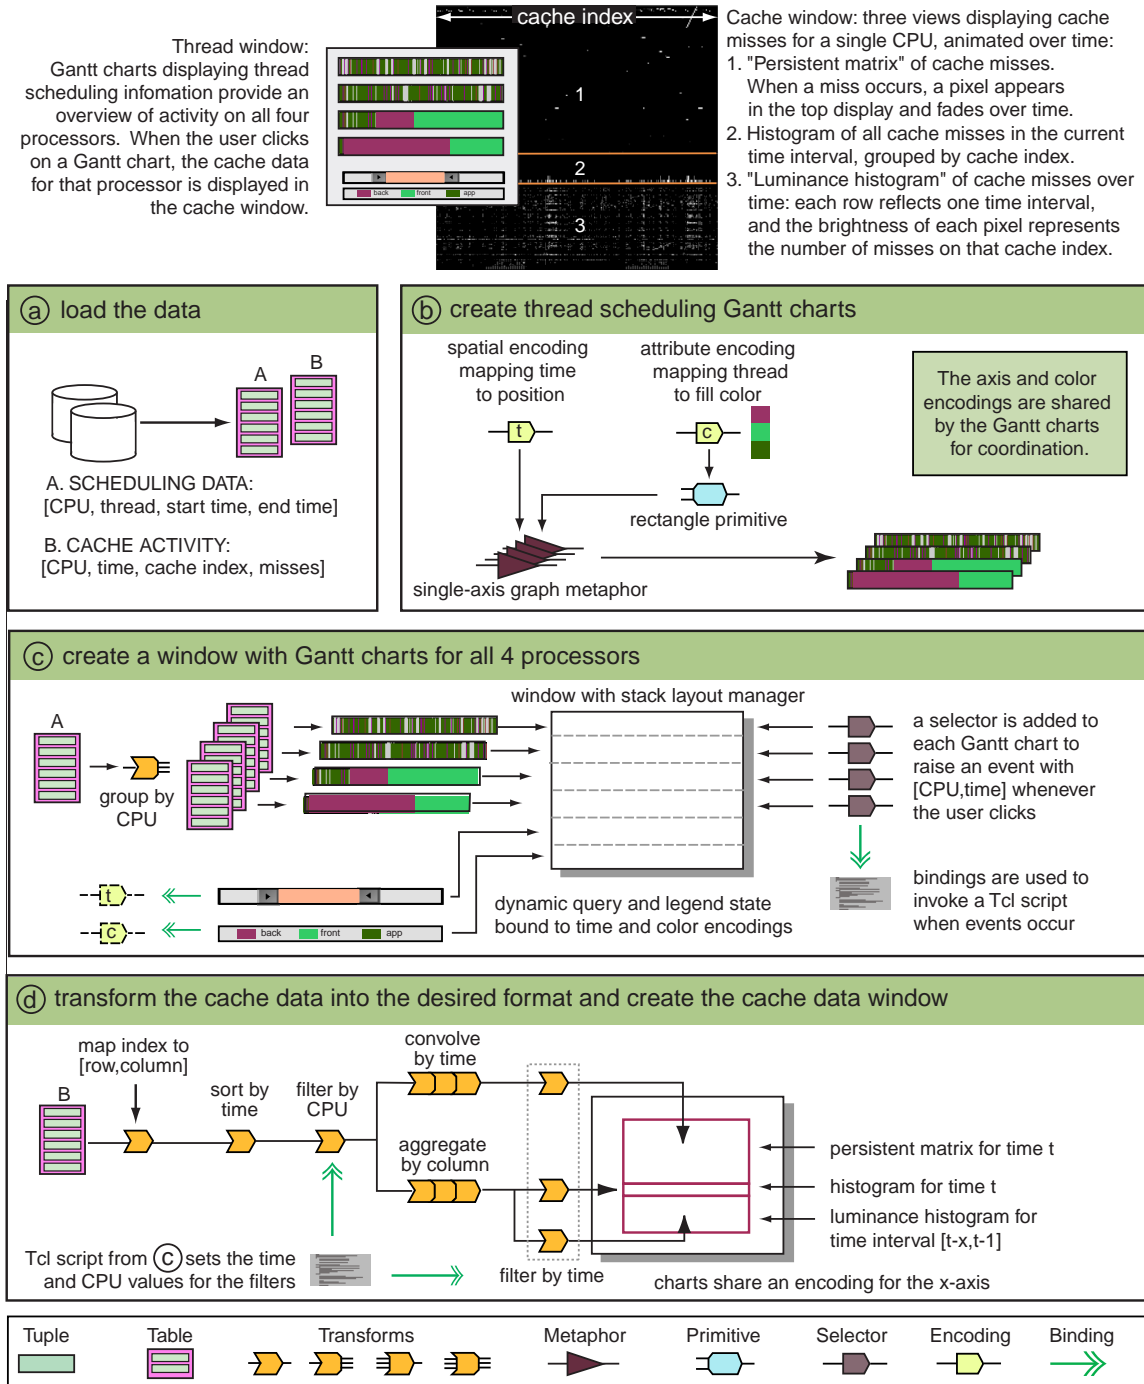 Thread window:
Gantt charts displaying thread
scheduling infomation provide an
overview of activity on all four
processors. When the user clicks
on a Gantt chart, the cache data
for that processor is displayed in
the cache window.
cache index
1
2
3
back front app
Cache window: three views displaying cache
misses for a single CPU, animated over time:
1. "Persistent matrix" of cache misses.
When a miss occurs, a pixel appears
in the top display and fades over time.
2. Histogram of all cache misses in the current
time interval, grouped by cache index.
3. "Luminance histogram" of cache misses over
time: each row reflects one time interval,
and the brightness of each pixel represents
the number of misses on that cache index.
a load the data
A
B
A. SCHEDULING DATA:
[CPU, thread, start time, end time]
B. CACHE ACTIVITY:
[CPU, time, cache index, misses]
b create thread scheduling Gantt charts
spatial encoding
mapping time
to position
t
attribute encoding
mapping thread
to fill color
c
rectangle primitive
single-axis graph metaphor
The axis and color
encodings are shared
by the Gantt charts
for coordination.
c create a window with Gantt charts for all 4 processors
A
group by
CPU
window with stack layout manager
a selector is added to
each Gantt chart to
raise an event with
[CPU,time] whenever
the user clicks
t
c
back front app
dynamic query and legend state
bound to time and color encodings
bindings are used to
invoke a Tcl script
when events occur
d transform the cache data into the desired format and create the cache data window
B
map index to
[row,column]
sort by
time
filter by
CPU
convolve
by time
aggregate
by column
filter by time
persistent matrix for time t
histogram for time t
luminance histogram for
time interval [t-x,t-1]
Tcl script from c sets the time
and CPU values for the filters
charts share an encoding for the x-axis
Tuple Table Transforms Metaphor Primitive Selector Encoding Binding